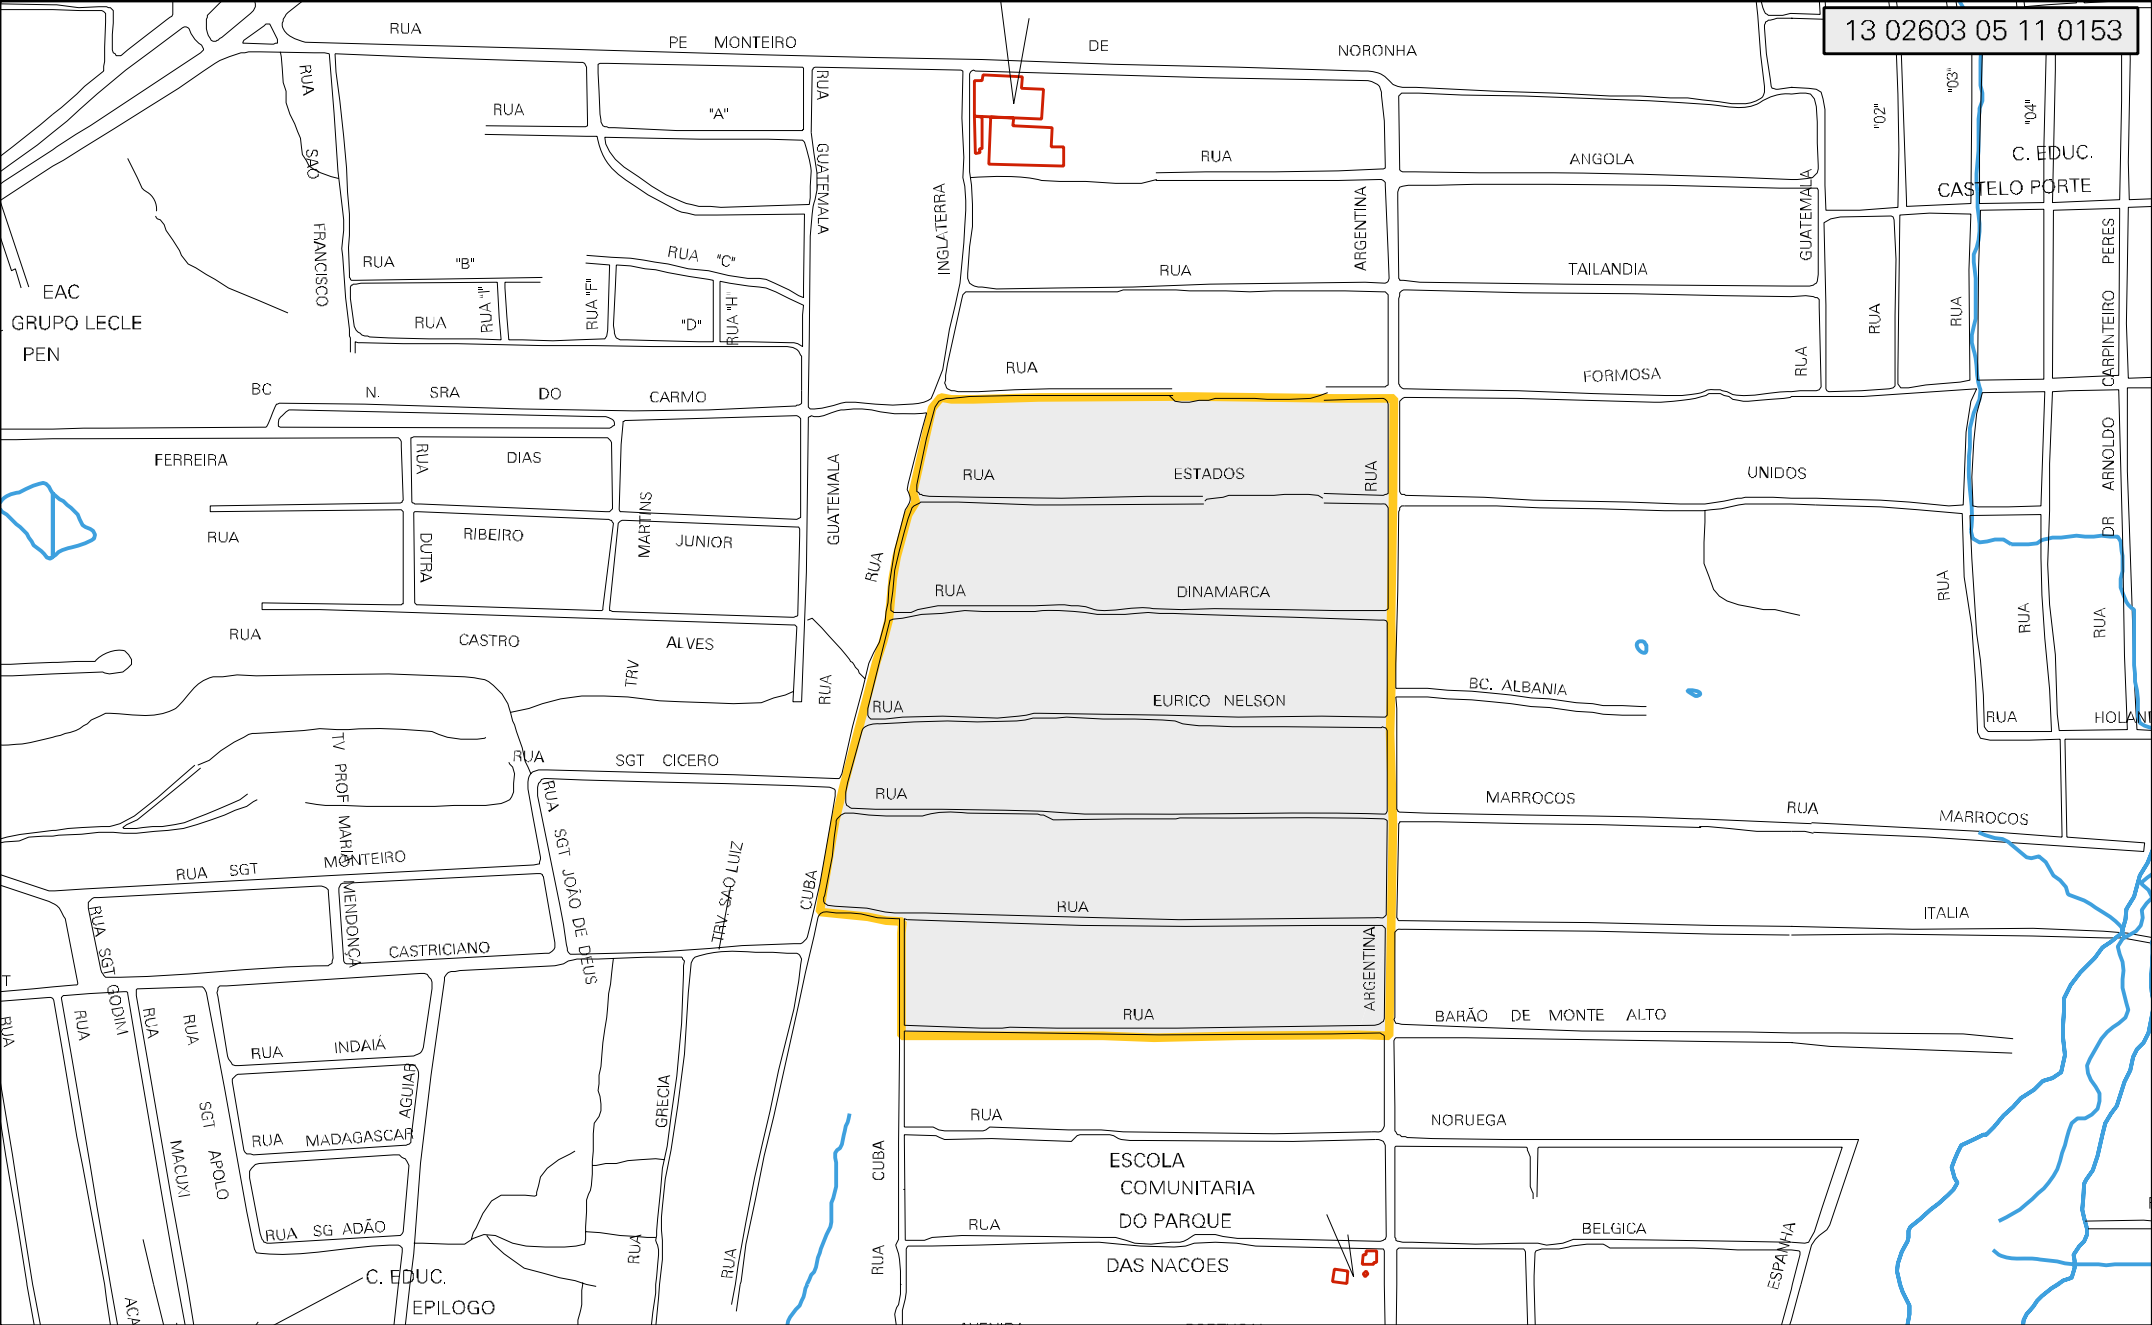 13 02603 05 11 0153
RUA PE MONTEIRO DE NORONHA
RUA SAO FRANCISCO
RUA "A"
RUA GUATEMALA
INGLATERRA
RUA ANGOLA
ARGENTINA
GUATEMALA
"02"
"03"
"04"
C. EDUC.
CASTELO PORTE
RUA "B"
RUA "C"
RUA "I"
RUA "F"
RUA "H"
RUA "D"
RUA TAILANDIA
EAC
GRUPO LECLE
PEN
RUA
RUA
RUA
DR ARNOLDO CARPINTEIRO PERES
RUA FORMOSA
BC N. SRA DO CARMO
FERREIRA DIAS
RUA DUTRA
MARTINS
GUATEMALA
RUA ESTADOS UNIDOS
RUA
RUA RIBEIRO JUNIOR
RUA
RUA DINAMARCA
RUA
RUA
RUA
RUA CASTRO ALVES
TRV
RUA
RUA EURICO NELSON
BC. ALBANIA
RUA HOLAN
RUA SGT CICERO
TV PROF MARIA MENDONÇA
RUA MARROCOS RUA MARROCOS
RUA SGT JOÃO DE DEUS
TRV. SAO LUIZ
CUBA
RUA SGT MONTEIRO
RUA ITALIA
RUA SGT GODIM
CASTRICIANO
ARGENTINA
T
RUA
RUA
RUA
RUA
RUA BARÃO DE MONTE ALTO
RUA INDAIÁ
AGUIAR
GRECIA
SGT APOLO
MACUXI
RUA NORUEGA
RUA MADAGASCAR
CUBA
ESCOLA
COMUNITARIA
DO PARQUE
DAS NACOES
RUA SG ADÃO
RUA BELGICA
RUA
RUA
RUA
ESPANHA
C. EDUC.
EPILOGO
ACA